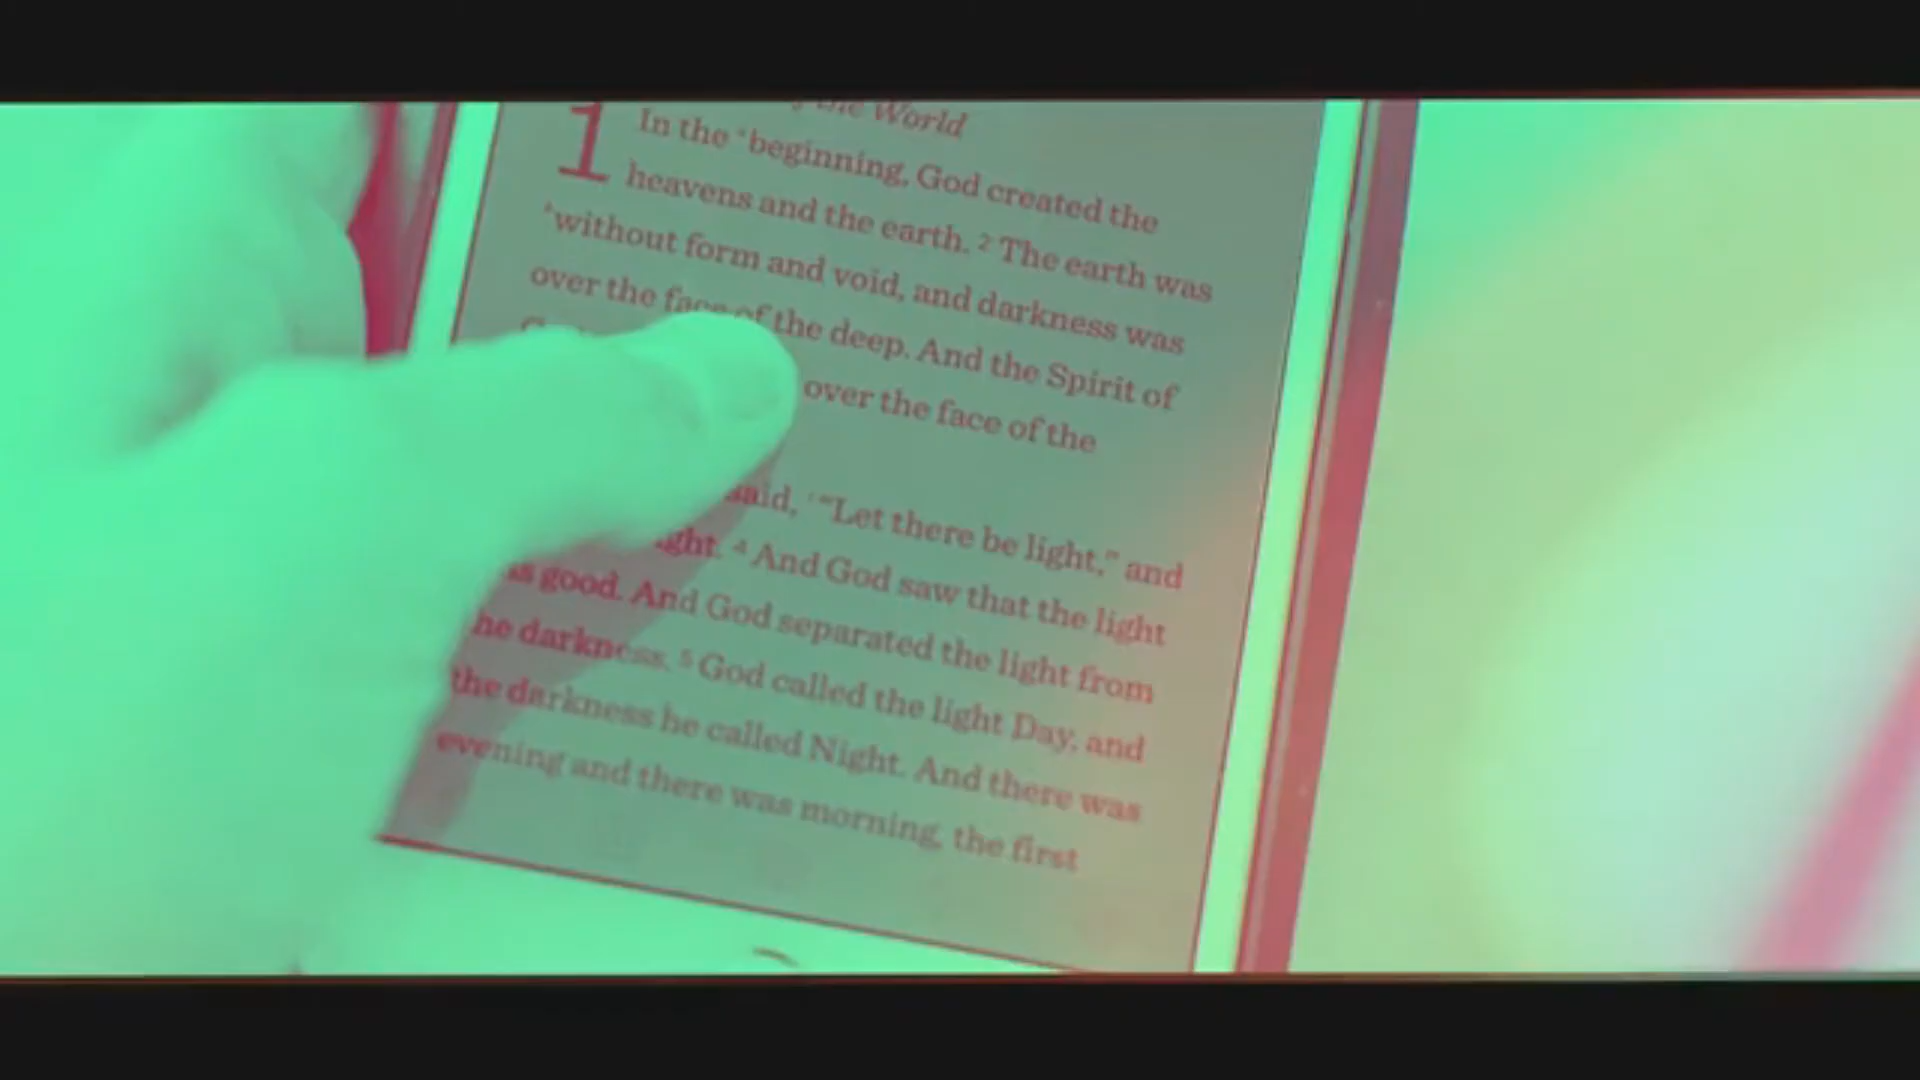 the World
1 In the *beginning, God created the
heavens and the earth. 2 The earth was
*without form and void, and darkness was
over the face of the deep. And the Spirit of
over the face of the
said, "Let there be light," and
light. 4 And God saw that the light
is good. And God separated the light from
the darkness. 5 God called the light Day, and
the darkness he called Night. And there was
evening and there was morning, the first